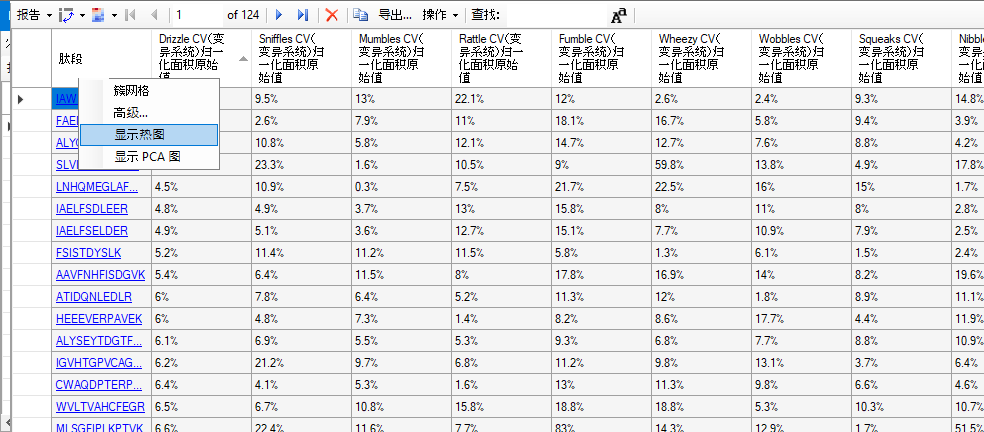 报告 1 of 124 导出... 操作 查找:
肽段 Drizzle CV(变异系统)归一化面积原始值 Sniffles CV(变异系统)归一化面积原始值 Mumbles CV(变异系统)归一化面积原始值 Rattle CV(变异系统)归一化面积原始值 Fumble CV(变异系统)归一化面积原始值 Wheezy CV(变异系统)归一化面积原始值 Wobbles CV(变异系统)归一化面积原始值 Squeaks CV(变异系统)归一化面积原始值
簇网格
高级...
显示热图
显示 PCA 图
IAW 9.5% 13% 22.1% 12% 2.6% 2.4% 9.3% 14.8%
2.6% 7.9% 11% 18.1% 16.7% 5.8% 9.4% 3.9%
10.8% 5.8% 12.1% 14.7% 12.7% 7.6% 8.8% 4.2%
23.3% 1.6% 10.5% 9% 59.8% 13.8% 4.9% 17.8%
LNHQMEGLAF... 4.5% 10.9% 0.3% 7.5% 21.7% 22.5% 16% 15% 1.7%
IAELFSDLEER 4.8% 4.9% 3.7% 13% 15.8% 8% 11% 8% 2.8%
IAELFSELDER 4.9% 5.1% 3.6% 12.7% 15.1% 7.7% 10.9% 7.9% 2.5%
FSISTDYSLK 5.2% 11.4% 11.2% 11.5% 5.8% 1.3% 6.1% 1.5% 2.4%
AAVFNHFISDGVK 5.4% 6.4% 11.5% 8% 17.8% 16.9% 14% 8.2% 19.6%
ATIDQNLEDLR 6% 7.8% 6.4% 5.2% 11.3% 12% 1.8% 8.9% 11.1%
HEEEVERPAVEK 6% 4.8% 7.3% 1.4% 8.2% 8.6% 17.7% 4.4% 11.9%
ALYSEYTDGTF... 6.1% 6.9% 5.5% 5.3% 9.3% 6.8% 7.7% 8.8% 10.9%
IGVHTGPVCAG... 6.2% 21.2% 9.7% 6.8% 11.2% 9.8% 13.1% 3.7% 6.4%
CWAQDPTERP... 6.4% 4.1% 5.3% 1.6% 13% 11.3% 9.8% 6.6% 4.6%
WVLTVAHCFEGR 6.5% 6.7% 10.8% 15.8% 18.8% 18.8% 5.3% 10.3% 10.7%
MLSGFIPLKPTVK 6.6% 22.4% 11.6% 7.7% 83% 14.3% 12.9% 1.7% 51.5%